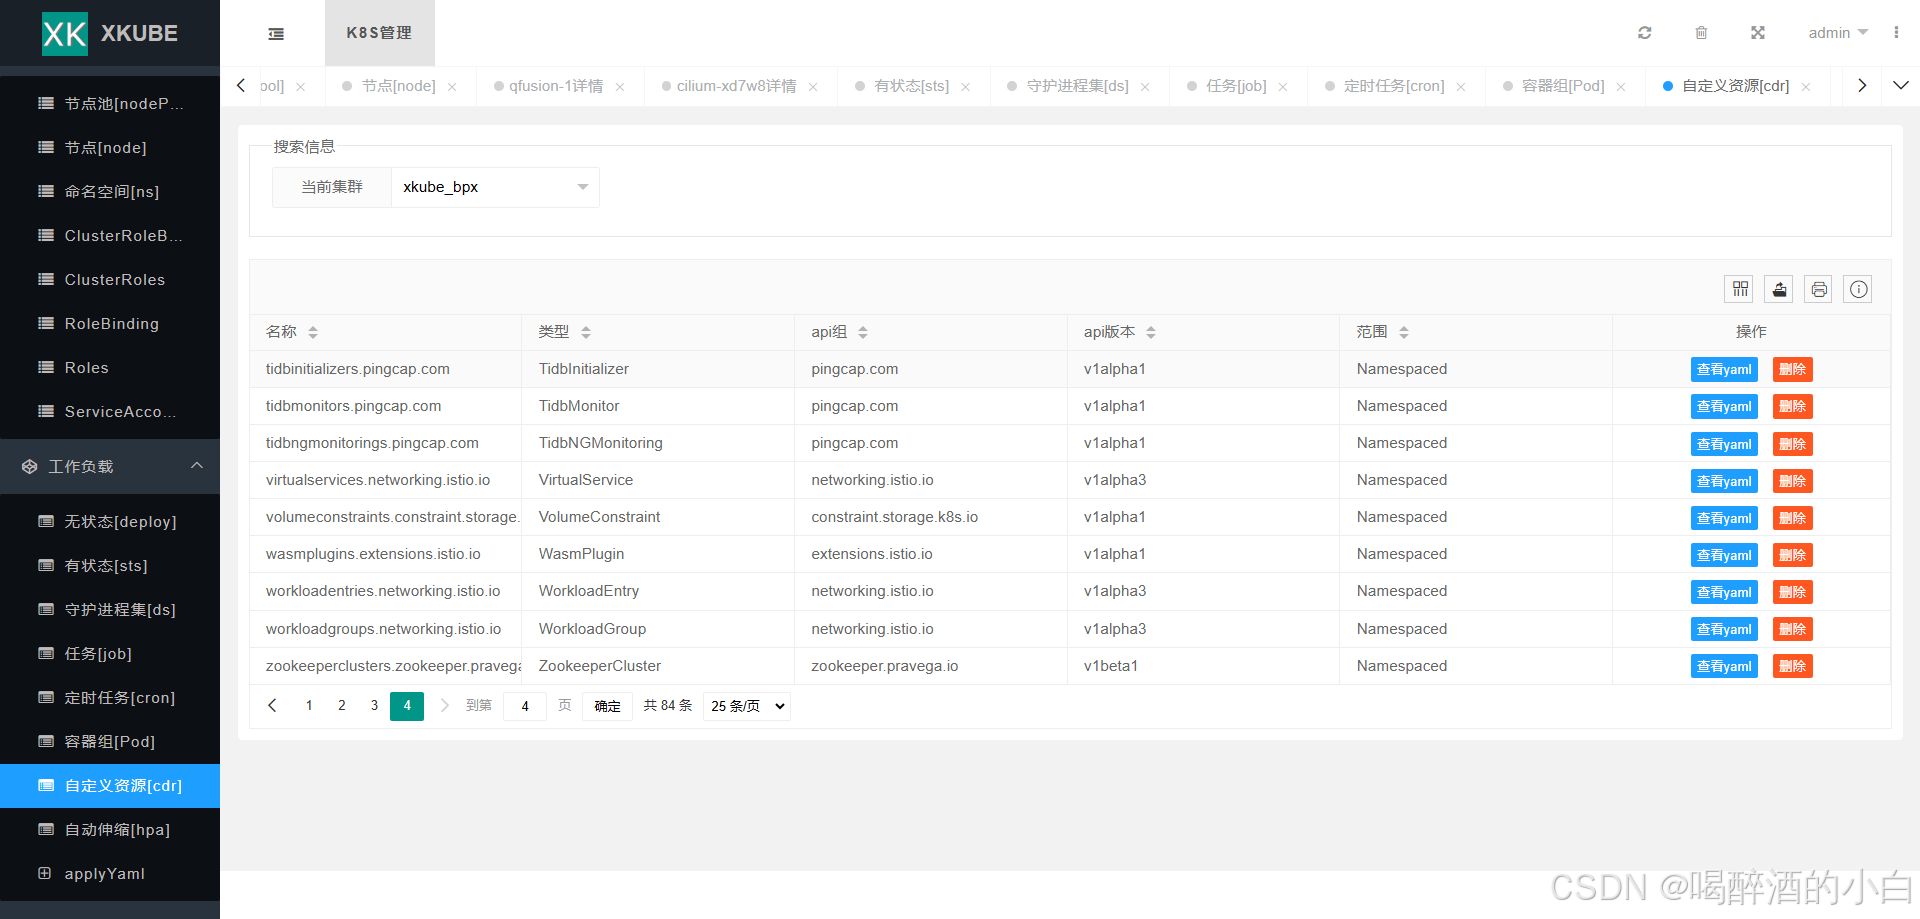 XK XKUBE
K8S管理
admin
节点池[nodeP...
节点[node]
命名空间[ns]
ClusterRoleB...
ClusterRoles
RoleBinding
Roles
ServiceAcco...
工作负载
无状态[deploy]
有状态[sts]
守护进程集[ds]
任务[job]
定时任务[cron]
容器组[Pod]
自定义资源[cdr]
自动伸缩[hpa]
applyYaml
ool] 节点[node] qfusion-1详情 cilium-xd7w8详情 有状态[sts] 守护进程集[ds] 任务[job] 定时任务[cron] 容器组[Pod] 自定义资源[cdr]
搜索信息
当前集群 xkube_bpx
名称 类型 api组 api版本 范围 操作
tidbinitializers.pingcap.com TidbInitializer pingcap.com v1alpha1 Namespaced 查看yaml 删除
tidbmonitors.pingcap.com TidbMonitor pingcap.com v1alpha1 Namespaced 查看yaml 删除
tidbngmonitorings.pingcap.com TidbNGMonitoring pingcap.com v1alpha1 Namespaced 查看yaml 删除
virtualservices.networking.istio.io VirtualService networking.istio.io v1alpha3 Namespaced 查看yaml 删除
volumeconstraints.constraint.storage. VolumeConstraint constraint.storage.k8s.io v1alpha1 Namespaced 查看yaml 删除
wasmplugins.extensions.istio.io WasmPlugin extensions.istio.io v1alpha1 Namespaced 查看yaml 删除
workloadentries.networking.istio.io WorkloadEntry networking.istio.io v1alpha3 Namespaced 查看yaml 删除
workloadgroups.networking.istio.io WorkloadGroup networking.istio.io v1alpha3 Namespaced 查看yaml 删除
zookeeperclusters.zookeeper.pravega ZookeeperCluster zookeeper.pravega.io v1beta1 Namespaced 查看yaml 删除
1 2 3 4 到第 4 页 确定 共 84 条 25 条/页
CSDN @喝醉酒的小白